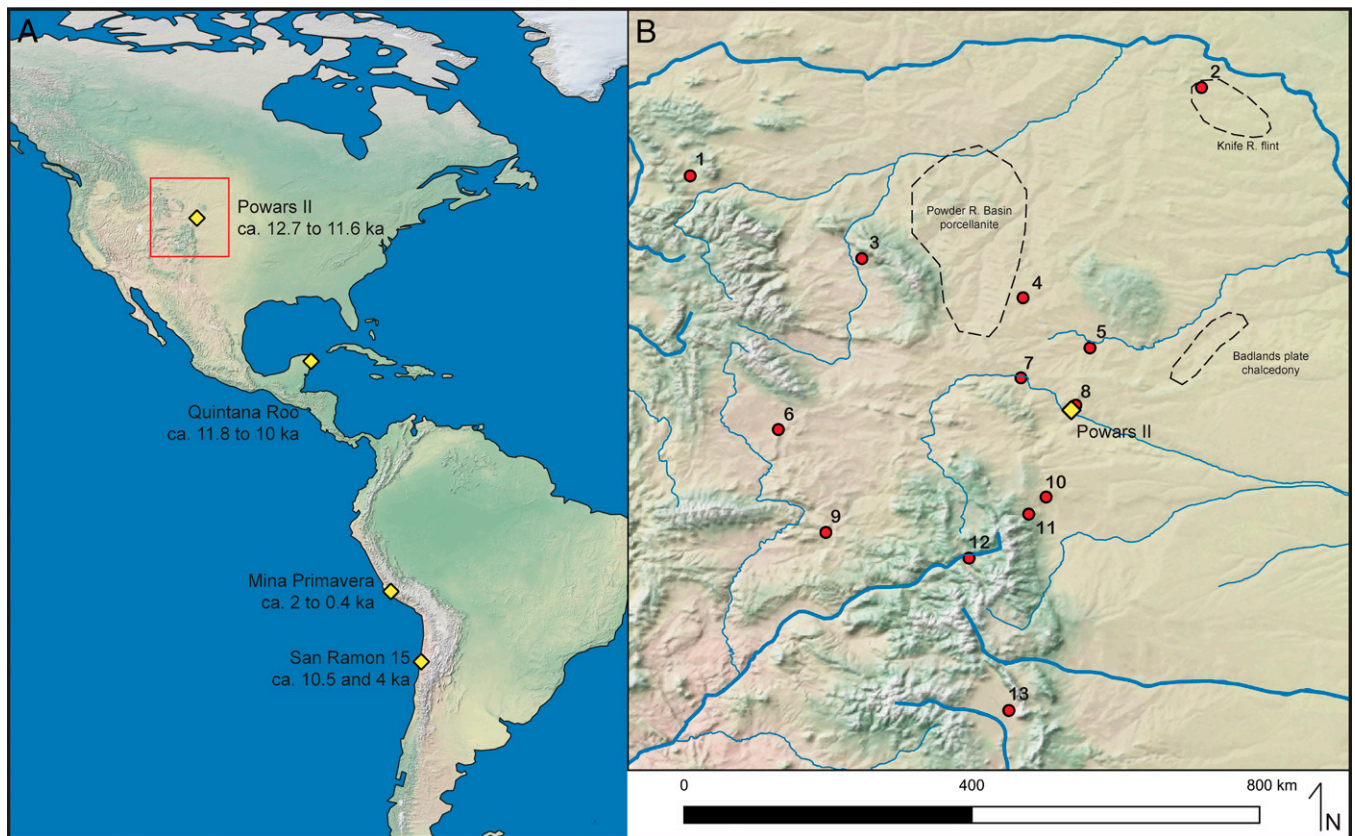 A
Powars II
ca. 12.7 to 11.6 ka
Quintana Roo
ca. 11.8 to 10 ka
Mina Primavera
ca. 2 to 0.4 ka
San Ramon 15
ca. 10.5 and 4 ka
B
2
Knife R. flint
1
Powder R. Basin
porcellanite
3
4
5
Badlands plate
chalcedony
7
8
Powars II
6
10
11
9
12
13
0
400
800 km
N